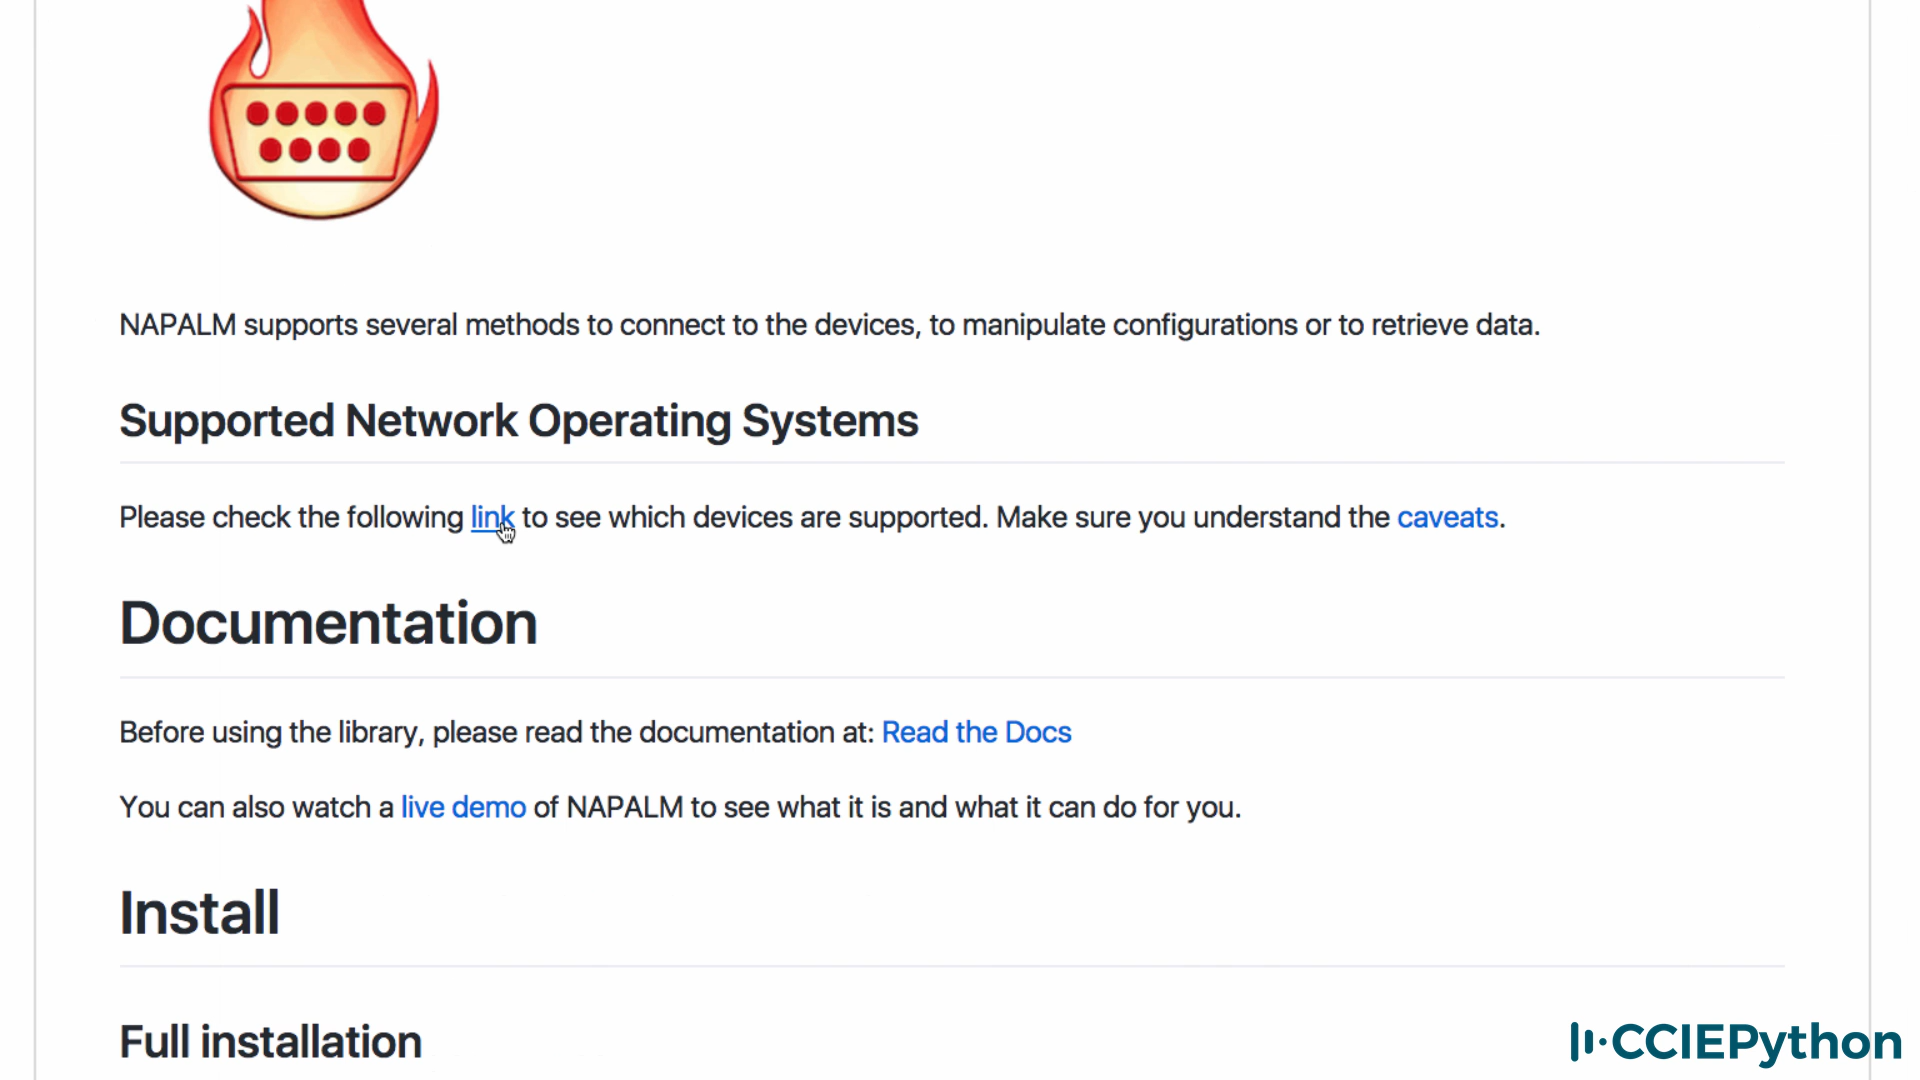 NAPALM supports several methods to connect to the devices, to manipulate configurations or to retrieve data.
Supported Network Operating Systems
Please check the following link to see which devices are supported. Make sure you understand the caveats.
Documentation
Before using the library, please read the documentation at: Read the Docs
You can also watch a live demo of NAPALM to see what it is and what it can do for you.
Install
Full installation
CCIEPython